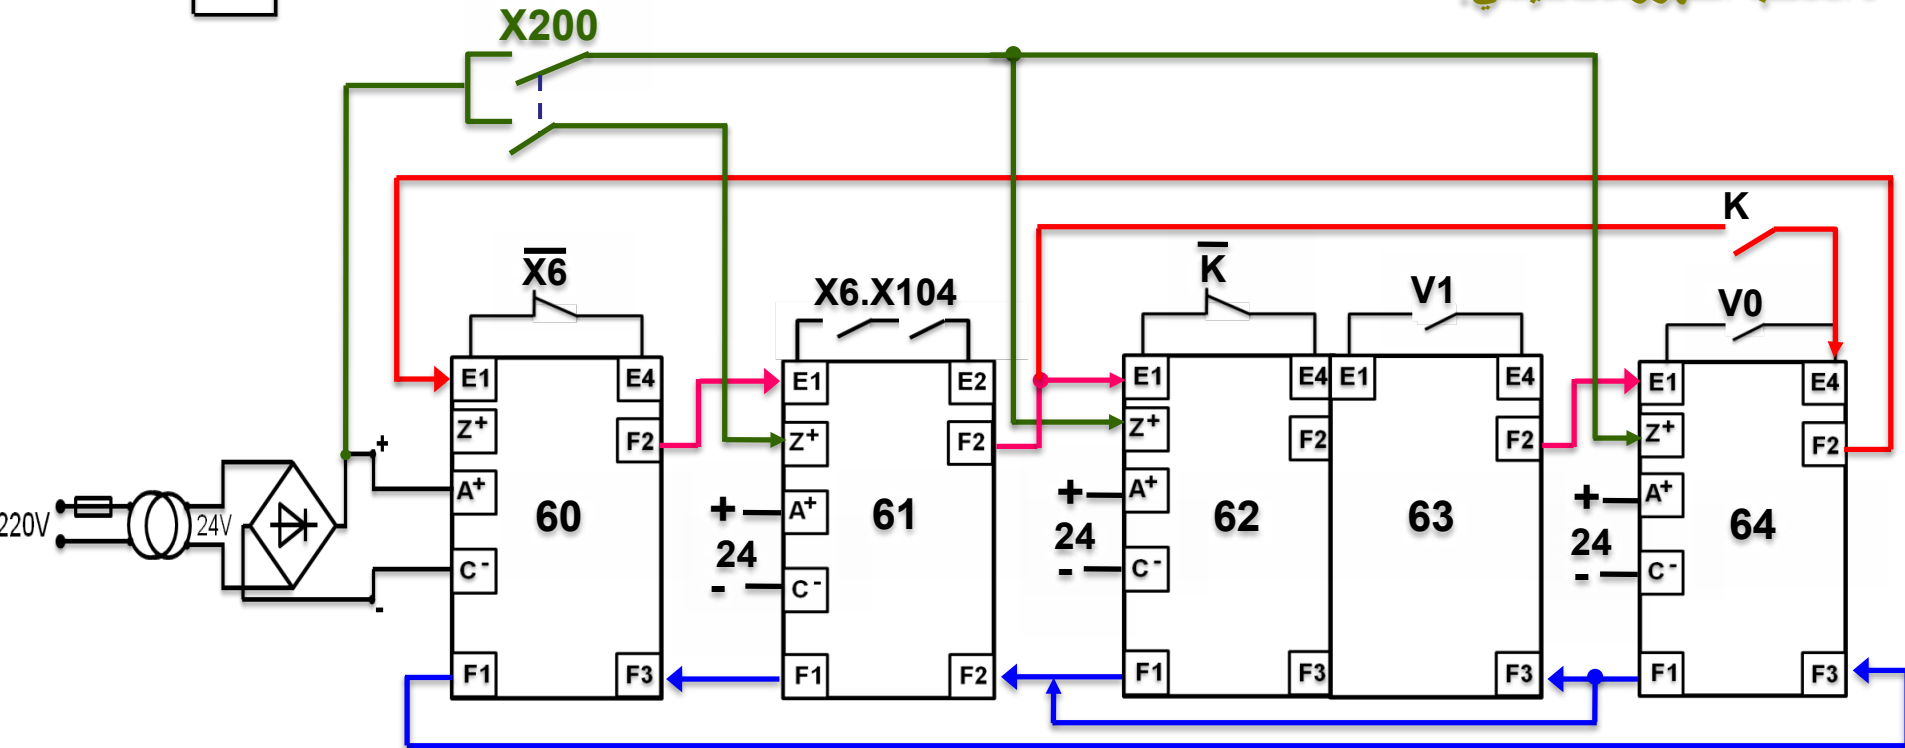 X200
K
X6
X6.X104
K
V1
V0
E1 E4 E1 E2 E1 E4 E1 E4 E1 E4
Z+ F2 Z+ F2 Z+ F2 F2 Z+ F2
+
A+ 60 + A+ 61 + A+ 62 63 + A+ 64
220V 24V 24 24 24
C- - C- - C- - C-
-
F1 F3 F1 F2 F1 F3 F3 F1 F3